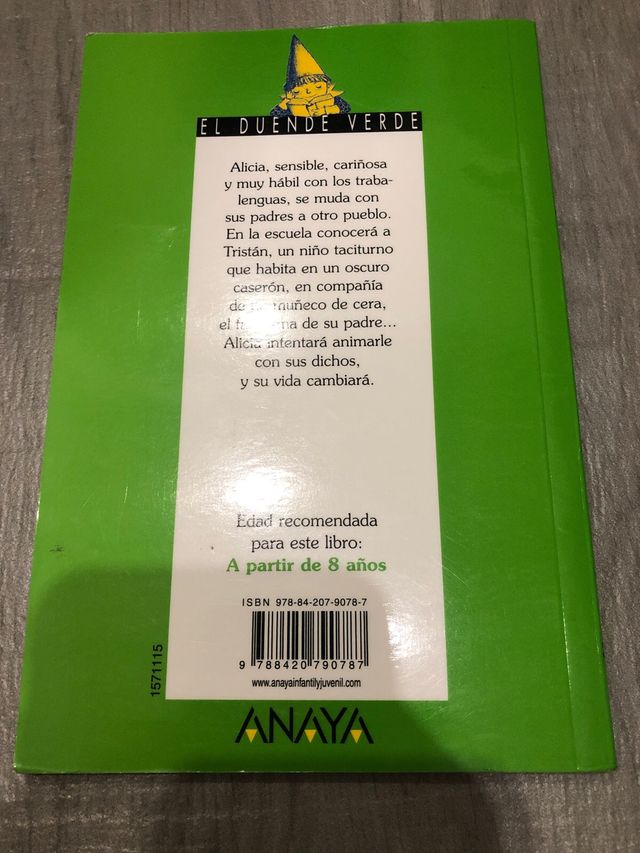 EL DUENDE VERDE
Alicia, sensible, cariñosa
y muy hábil con los traba-
lenguas, se muda con
sus padres a otro pueblo.
En la escuela conocerá a
Tristán, un niño taciturno
que habita en un oscuro
caserón, en compañía
de muñeco de cera,
el de su padre...
Alicia intentará animarle
con sus dichos,
y su vida cambiará.
Edad recomendada
para este libro:
A partir de 8 años
ISBN 978-84-207-9078-7
9 788420 790787
www.anayainfantilyjuvenil.com
1571115
ANAYA